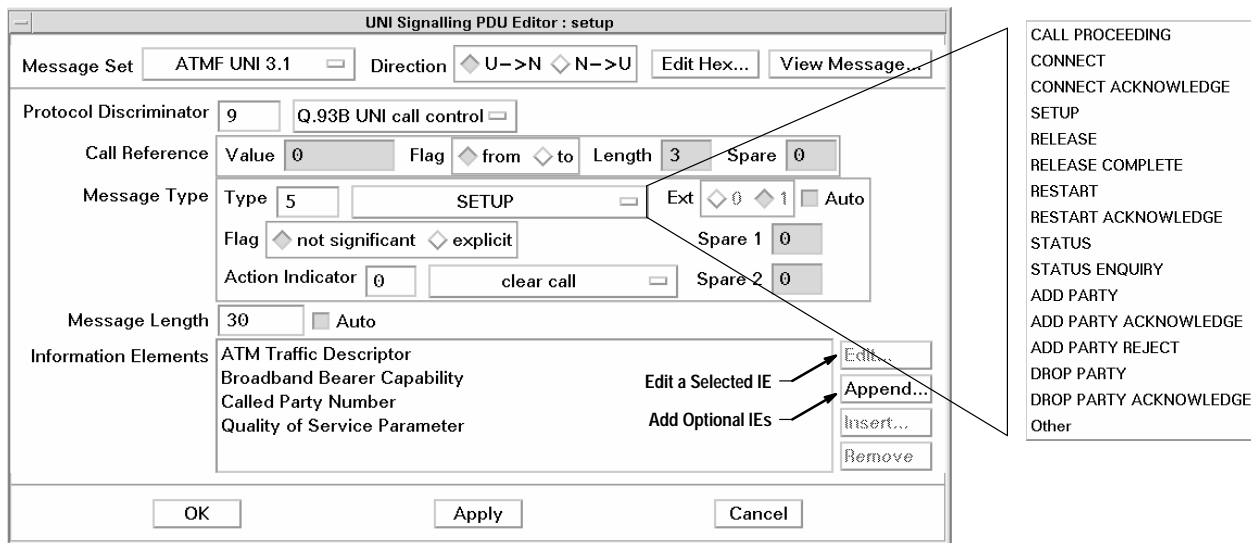 UNI Signalling PDU Editor : setup
Message Set ATMF UNI 3.1 Direction U->N N->U Edit Hex... View Message...
Protocol Discriminator 9 Q.93B UNI call control
Call Reference Value 0 Flag from to Length 3 Spare 0
Message Type Type 5 SETUP Ext 0 1 Auto
Flag not significant explicit Spare 1 0
Action Indicator 0 clear call Spare 2 0
Message Length 30 Auto
Information Elements
ATM Traffic Descriptor
Broadband Bearer Capability
Called Party Number
Quality of Service Parameter
Edit a Selected IE
Add Optional IEs
Edit...
Append...
Insert...
Remove
OK Apply Cancel
CALL PROCEEDING
CONNECT
CONNECT ACKNOWLEDGE
SETUP
RELEASE
RELEASE COMPLETE
RESTART
RESTART ACKNOWLEDGE
STATUS
STATUS ENQUIRY
ADD PARTY
ADD PARTY ACKNOWLEDGE
ADD PARTY REJECT
DROP PARTY
DROP PARTY ACKNOWLEDGE
Other